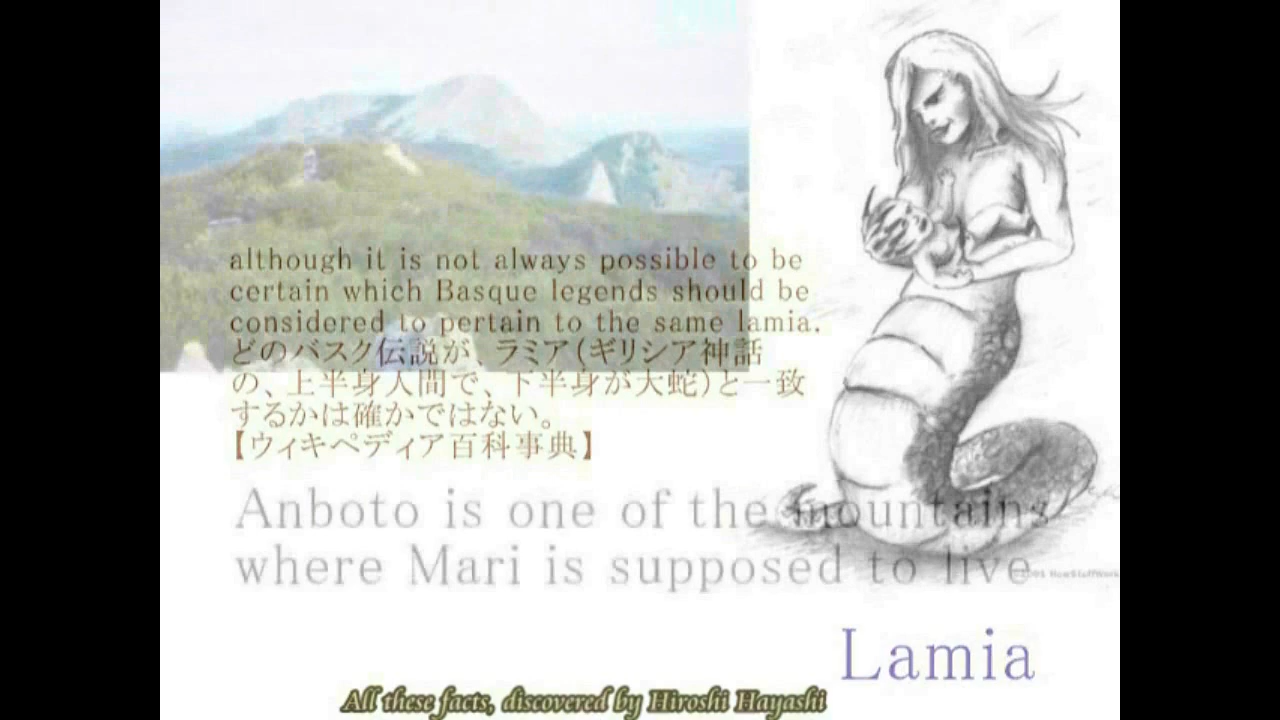 although it is not always possible to be
certain which Basque legends should be
considered to pertain to the same lamia.
どのバスク伝説が、ラミア(ギリシア神話
の、上半身人間で、下半身が大蛇)と一致
するかは確かではない。
【ウィキペディア百科事典】
Anboto is one of the mountains
where Mari is supposed to live
Lamia
All these facts, discovered by Hiroshi Hayashi